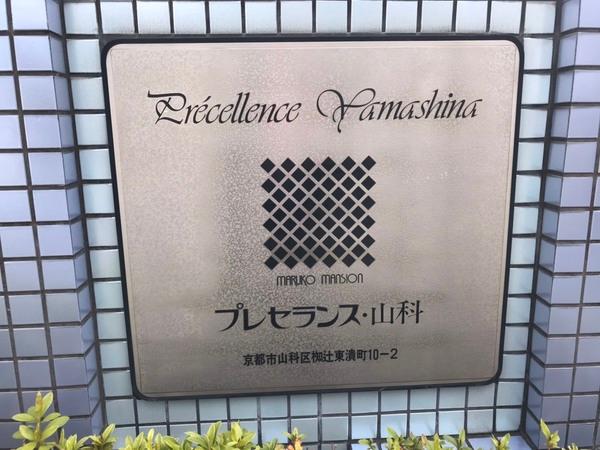 Précellence Yamashina
MARUKO MANSION
プレセランス・山科
京都市山科区椥辻東潰町10-2